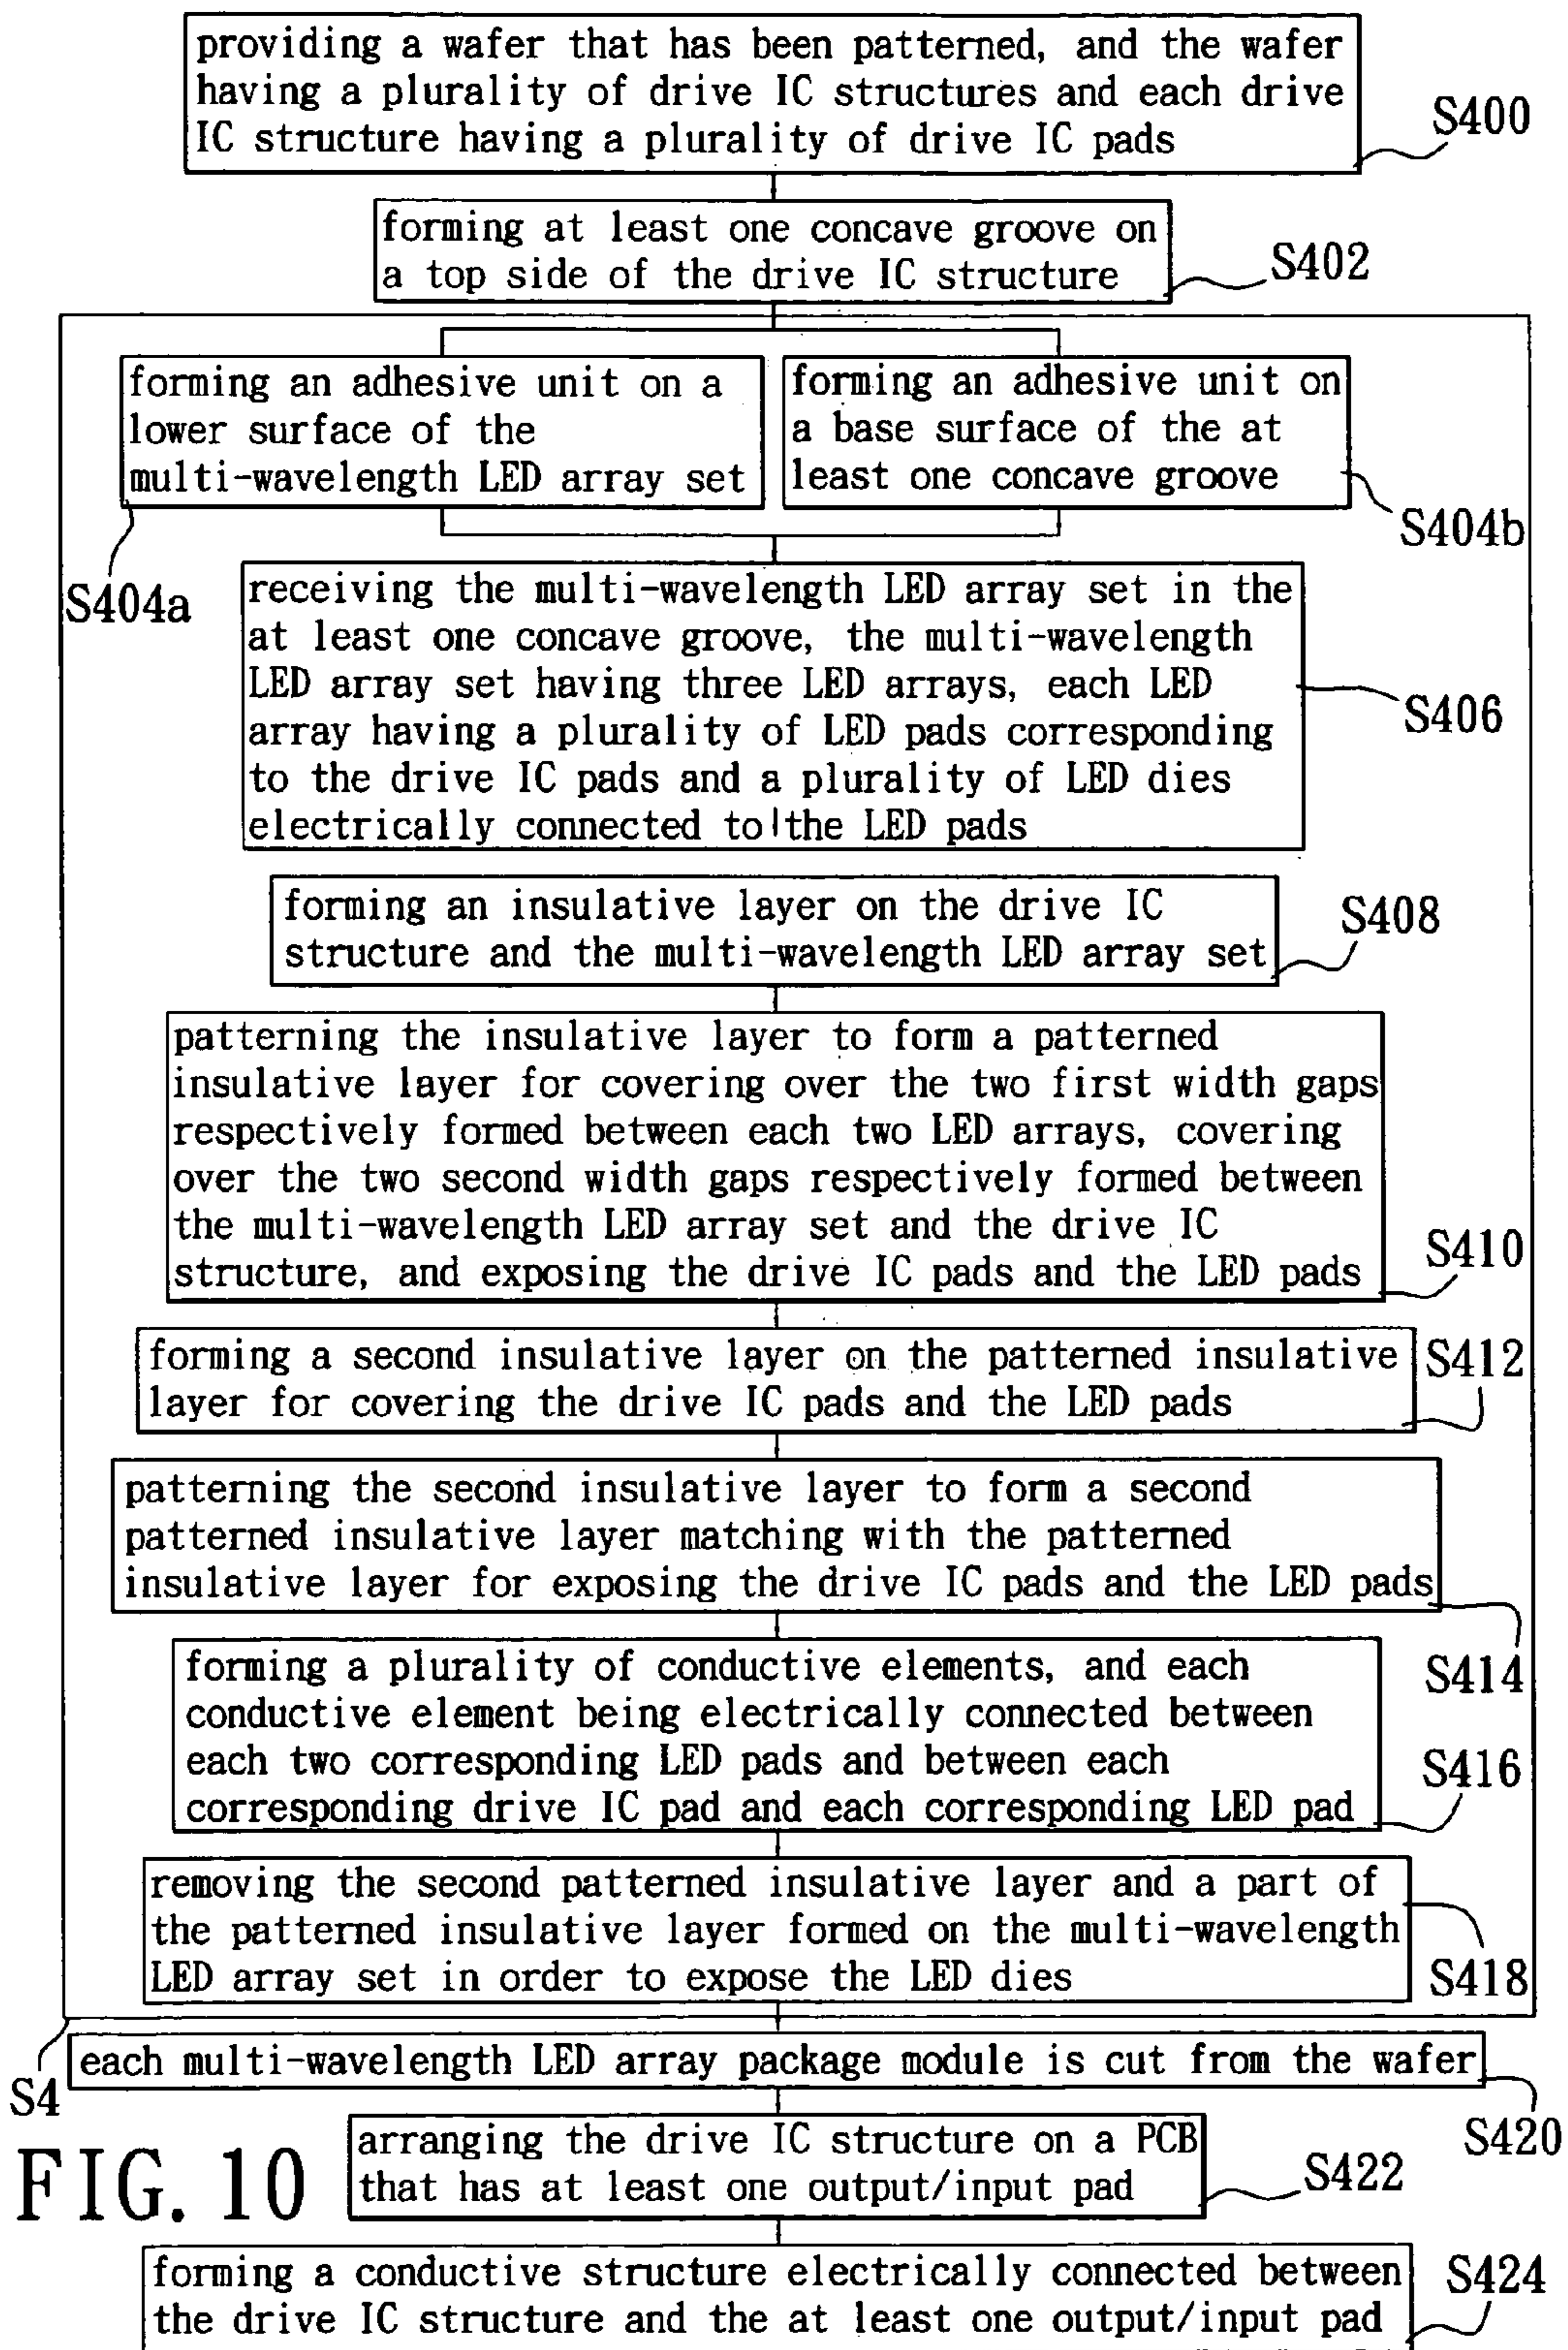 providing a wafer that has been patterned, and the wafer
having a plurality of drive IC structures and each drive
IC structure having a plurality of drive IC pads
S400
forming at least one concave groove on
a top side of the drive IC structure
S402
forming an adhesive unit on a
lower surface of the
multi-wavelength LED array set
S404a
forming an adhesive unit on
a base surface of the at
least one concave groove
S404b
receiving the multi-wavelength LED array set in the
at least one concave groove, the multi-wavelength
LED array set having three LED arrays, each LED
array having a plurality of LED pads corresponding
to the drive IC pads and a plurality of LED dies
electrically connected to the LED pads
S406
forming an insulative layer on the drive IC
structure and the multi-wavelength LED array set
S408
patterning the insulative layer to form a patterned
insulative layer for covering over the two first width gaps
respectively formed between each two LED arrays, covering
over the two second width gaps respectively formed between
the multi-wavelength LED array set and the drive IC
structure, and exposing the drive IC pads and the LED pads
S410
forming a second insulative layer on the patterned insulative
layer for covering the drive IC pads and the LED pads
S412
patterning the second insulative layer to form a second
patterned insulative layer matching with the patterned
insulative layer for exposing the drive IC pads and the LED pads
S414
forming a plurality of conductive elements, and each
conductive element being electrically connected between
each two corresponding LED pads and between each
corresponding drive IC pad and each corresponding LED pad
S416
removing the second patterned insulative layer and a part of
the patterned insulative layer formed on the multi-wavelength
LED array set in order to expose the LED dies
S418
S4
each multi-wavelength LED array package module is cut from the wafer
S420
arranging the drive IC structure on a PCB
that has at least one output/input pad
S422
FIG. 10
forming a conductive structure electrically connected between
the drive IC structure and the at least one output/input pad
S424